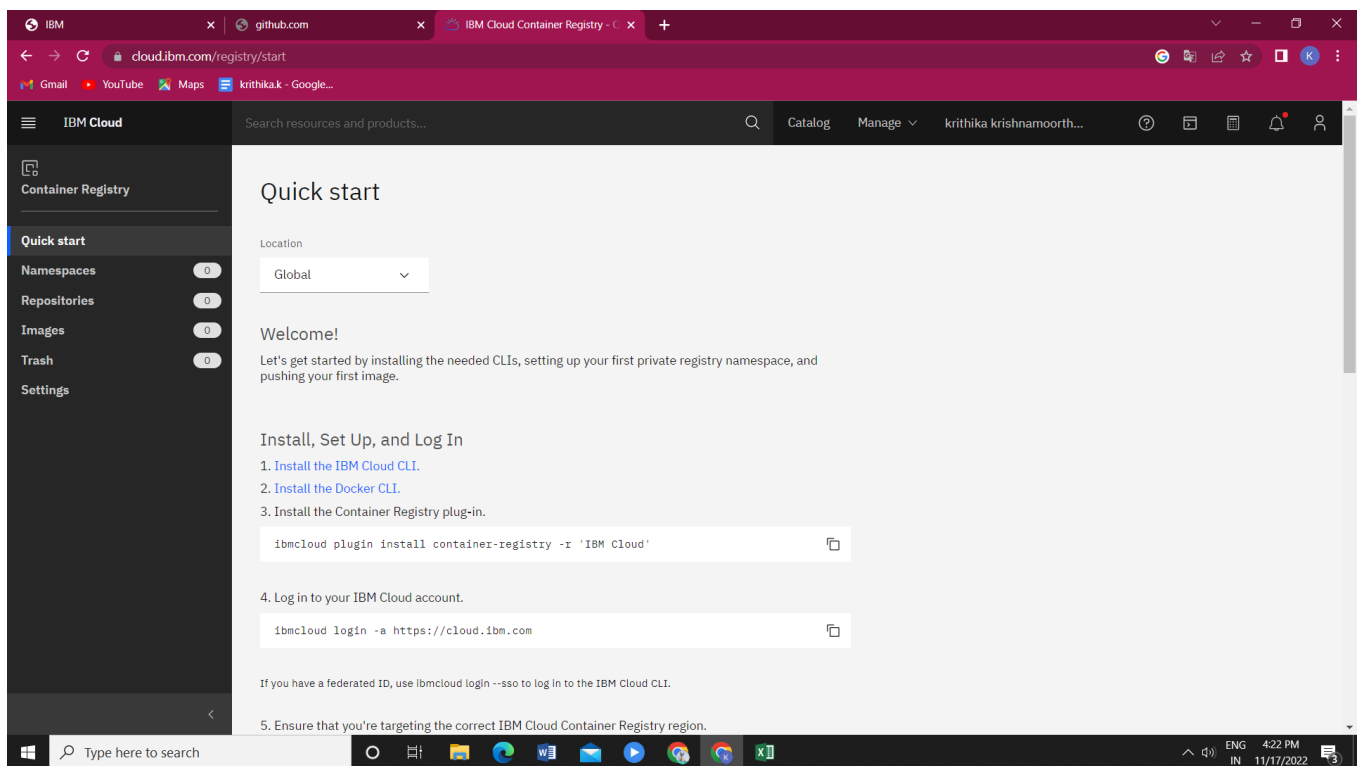 IBM
github.com
IBM Cloud Container Registry -
cloud.ibm.com/registry/start
K
Gmail
YouTube
Maps
krithika.k - Google...
IBM Cloud
Search resources and products...
Catalog
Manage
krithika krishnamoorth...
Container Registry
Quick start
Namespaces 0
Repositories 0
Images 0
Trash 0
Settings
Quick start
Location
Global
Welcome!
Let's get started by installing the needed CLIs, setting up your first private registry namespace, and
pushing your first image.
Install, Set Up, and Log In
1. Install the IBM Cloud CLI.
2. Install the Docker CLI.
3. Install the Container Registry plug-in.
ibmcloud plugin install container-registry -r 'IBM Cloud'
4. Log in to your IBM Cloud account.
ibmcloud login -a https://cloud.ibm.com
If you have a federated ID, use ibmcloud login --sso to log in to the IBM Cloud CLI.
5. Ensure that you're targeting the correct IBM Cloud Container Registry region.
Type here to search
ENG
IN
4:22 PM
11/17/2022
3